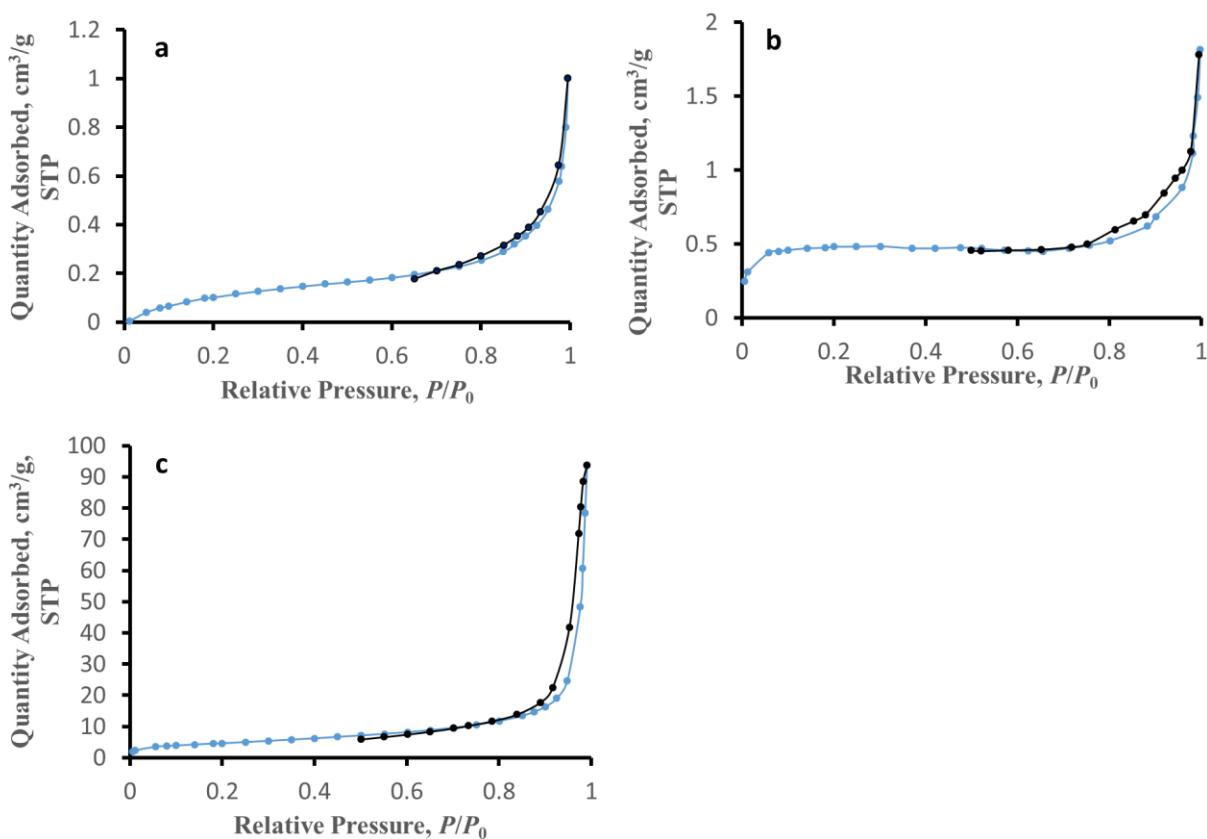 a
Quantity Adsorbed, cm³/g
STP
1.2
1
0.8
0.6
0.4
0.2
0
0 0.2 0.4 0.6 0.8 1
Relative Pressure, P/P₀
b
Quantity Adsorbed, cm³/g
STP
2
1.5
1
0.5
0
0 0.2 0.4 0.6 0.8 1
Relative Pressure, P/P₀
c
Quantity Adsorbed, cm³/g,
STP
100
90
80
70
60
50
40
30
20
10
0
0 0.2 0.4 0.6 0.8 1
Relative Pressure, P/P₀